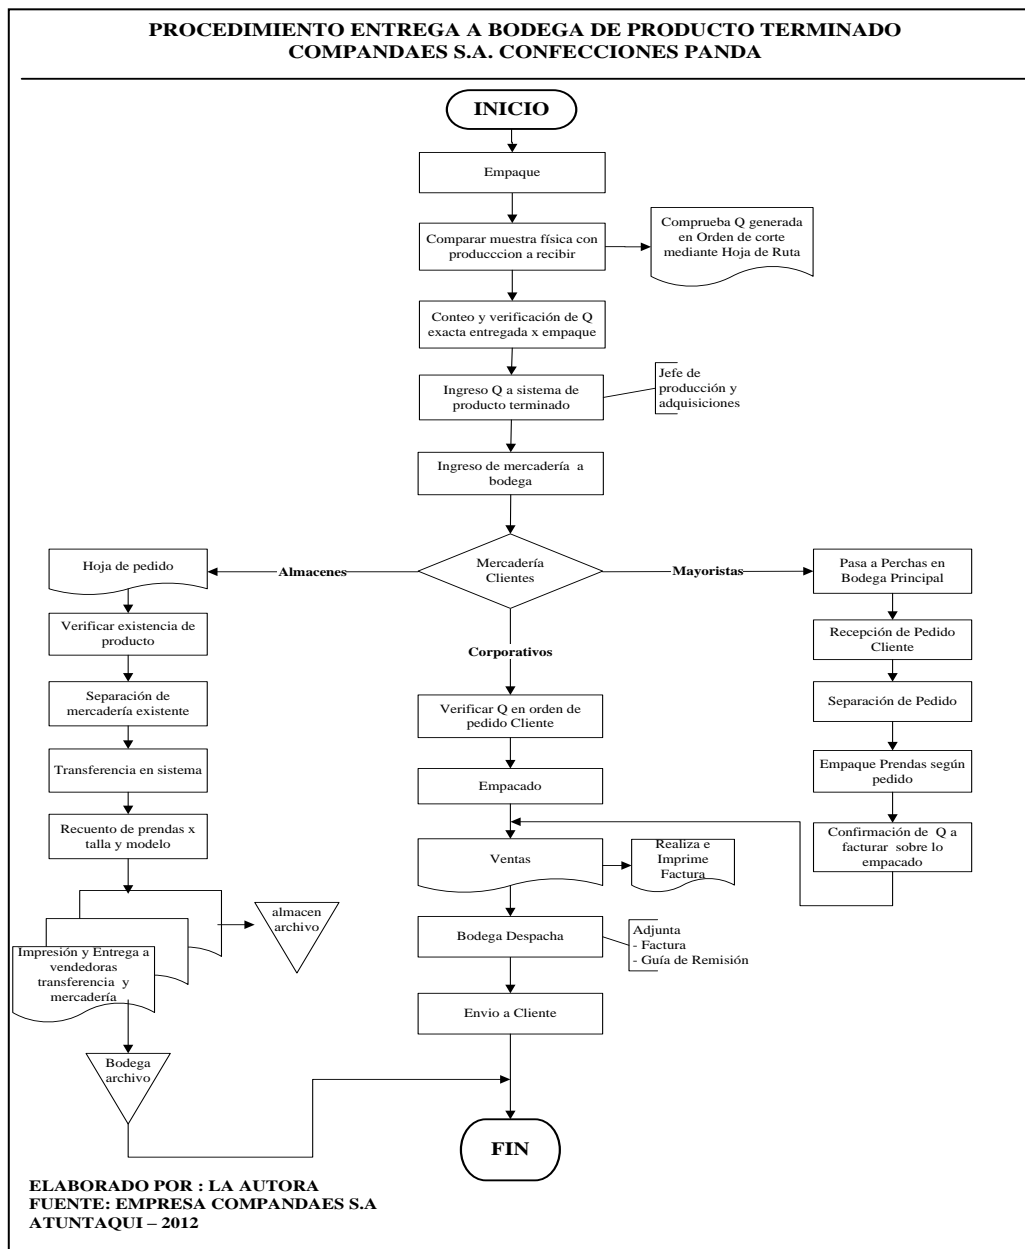 PROCEDIMIENTO ENTREGA A BODEGA DE PRODUCTO TERMINADO
COMPANDAES S.A. CONFECCIONES PANDA
INICIO
Empaque
Comparar muestra física con
producccion a recibir
Comprueba Q generada
en Orden de corte
mediante Hoja de Ruta
Conteo y verificación de Q
exacta entregada x empaque
Ingreso Q a sistema de
producto terminado
Jefe de
producción y
adquisiciones
Ingreso de mercadería a
bodega
Mercadería
Clientes
Almacenes
Mayoristas
Corporativos
Hoja de pedido
Verificar existencia de
producto
Separación de
mercadería existente
Transferencia en sistema
Recuento de prendas x
talla y modelo
Impresión y Entrega a
vendedoras
transferencia y
mercadería
almacen
archivo
Bodega
archivo
Verificar Q en orden de
pedido Cliente
Empacado
Ventas
Realiza e
Imprime
Factura
Bodega Despacha
Adjunta
- Factura
- Guía de Remisión
Envio a Cliente
Pasa a Perchas en
Bodega Principal
Recepción de Pedido
Cliente
Separación de Pedido
Empaque Prendas según
pedido
Confirmación de Q a
facturar sobre lo
empacado
FIN
ELABORADO POR : LA AUTORA
FUENTE: EMPRESA COMPANDAES S.A
ATUNTAQUI – 2012